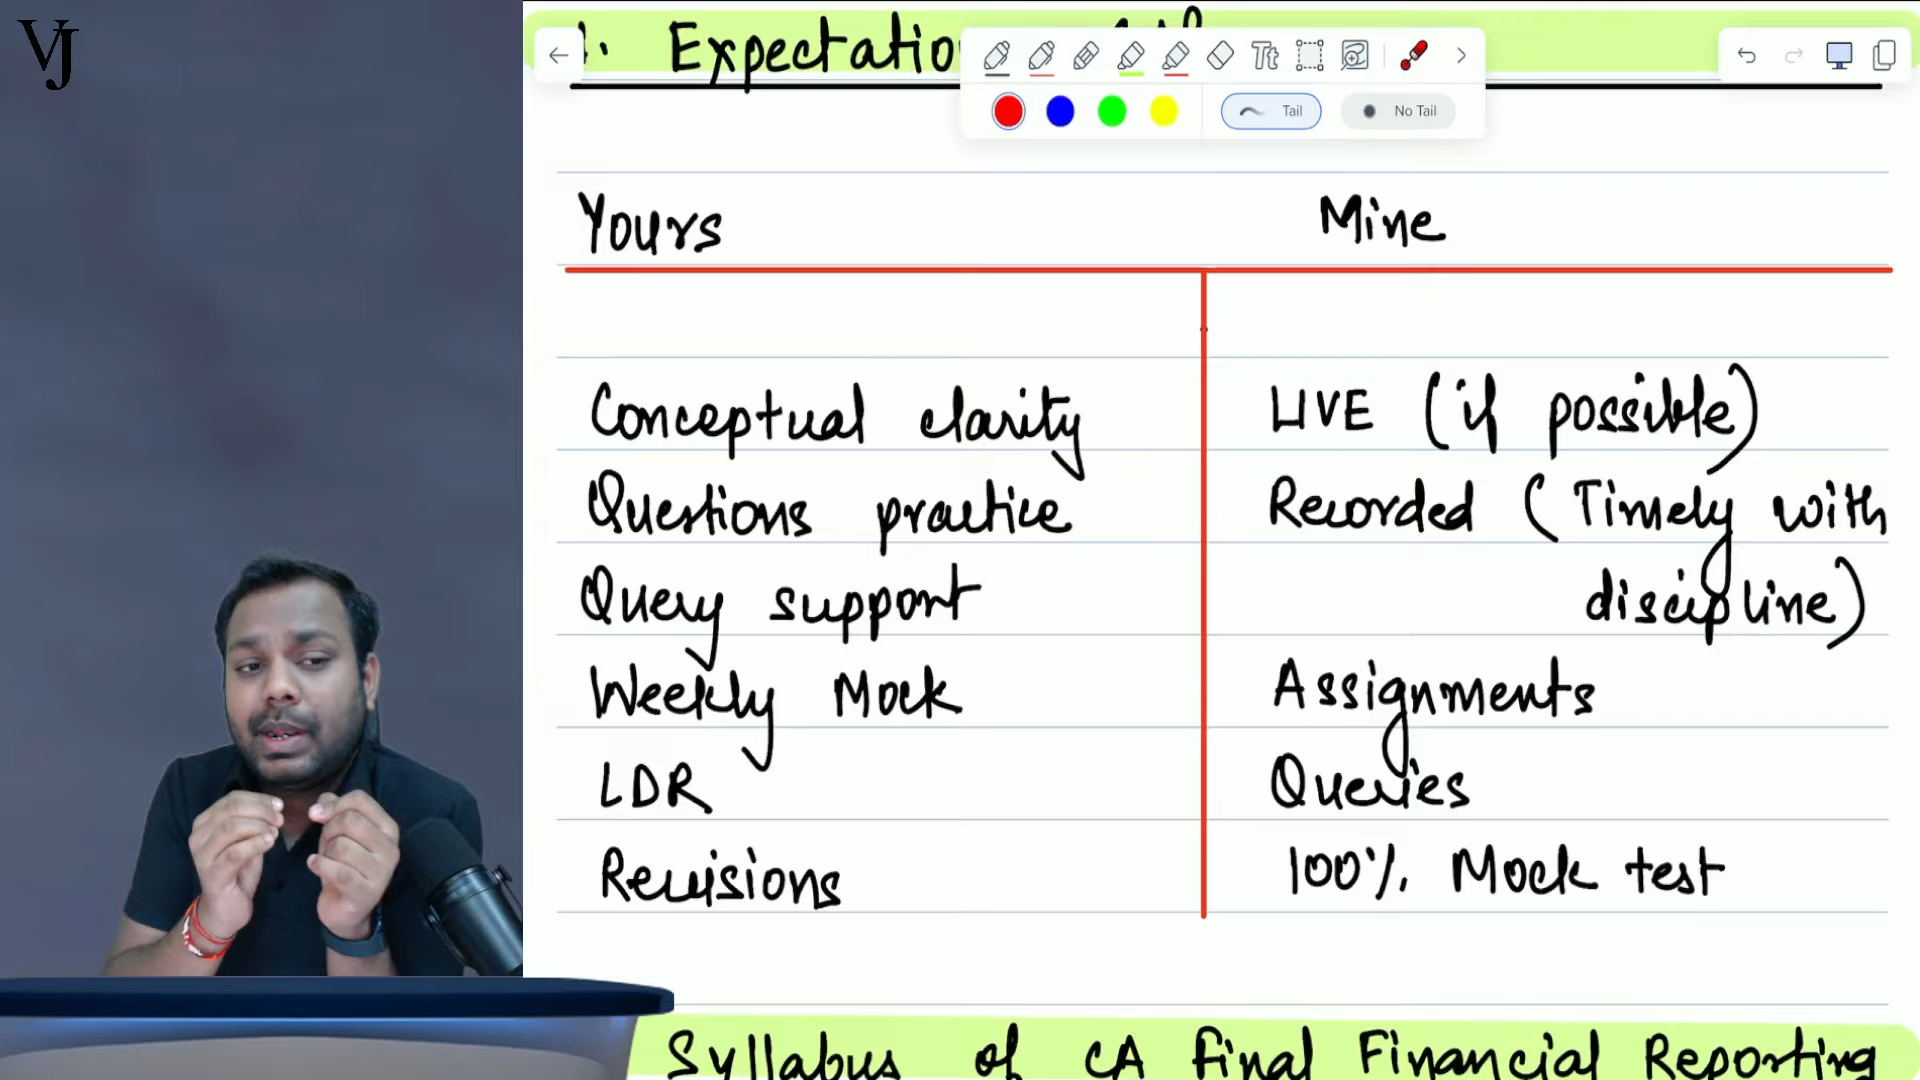 VJ
Expectatio
Tt
Tail
No Tail
Yours
Mine
Conceptual clarity
LIVE (if possible)
Questions practice
Recorded (Timely with
discipline)
Query support
Weekly Mock
Assignments
LDR
Queries
Revisions
100% Mock test
Syllabus of CA Final Financial Reporting